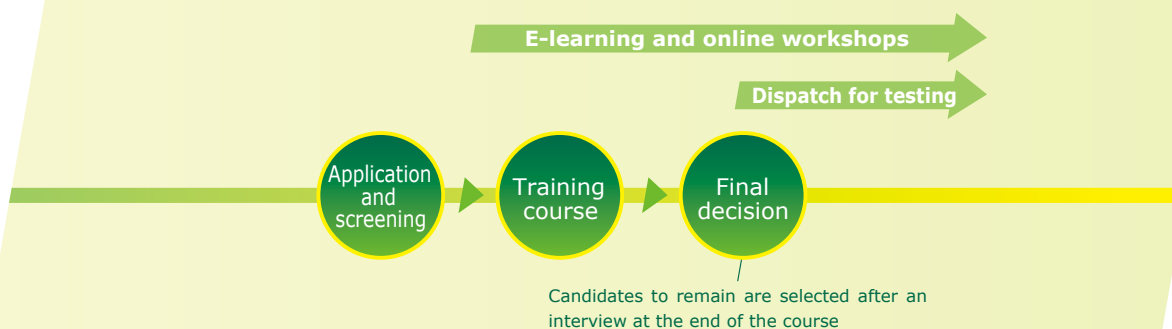 E-learning and online workshops
Dispatch for testing
Application
and
screening
Training
course
Final
decision
Candidates to remain are selected after an
interview at the end of the course